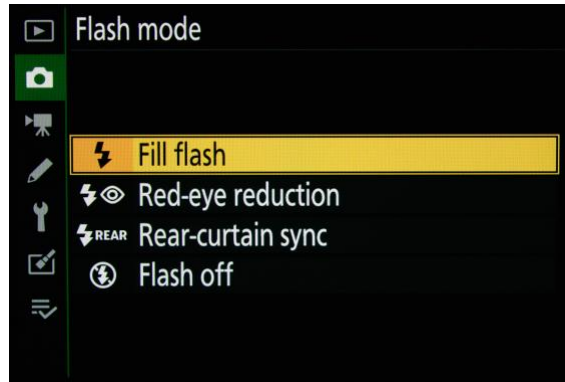 Flash mode
Fill flash
Red-eye reduction
REAR Rear-curtain sync
Flash off